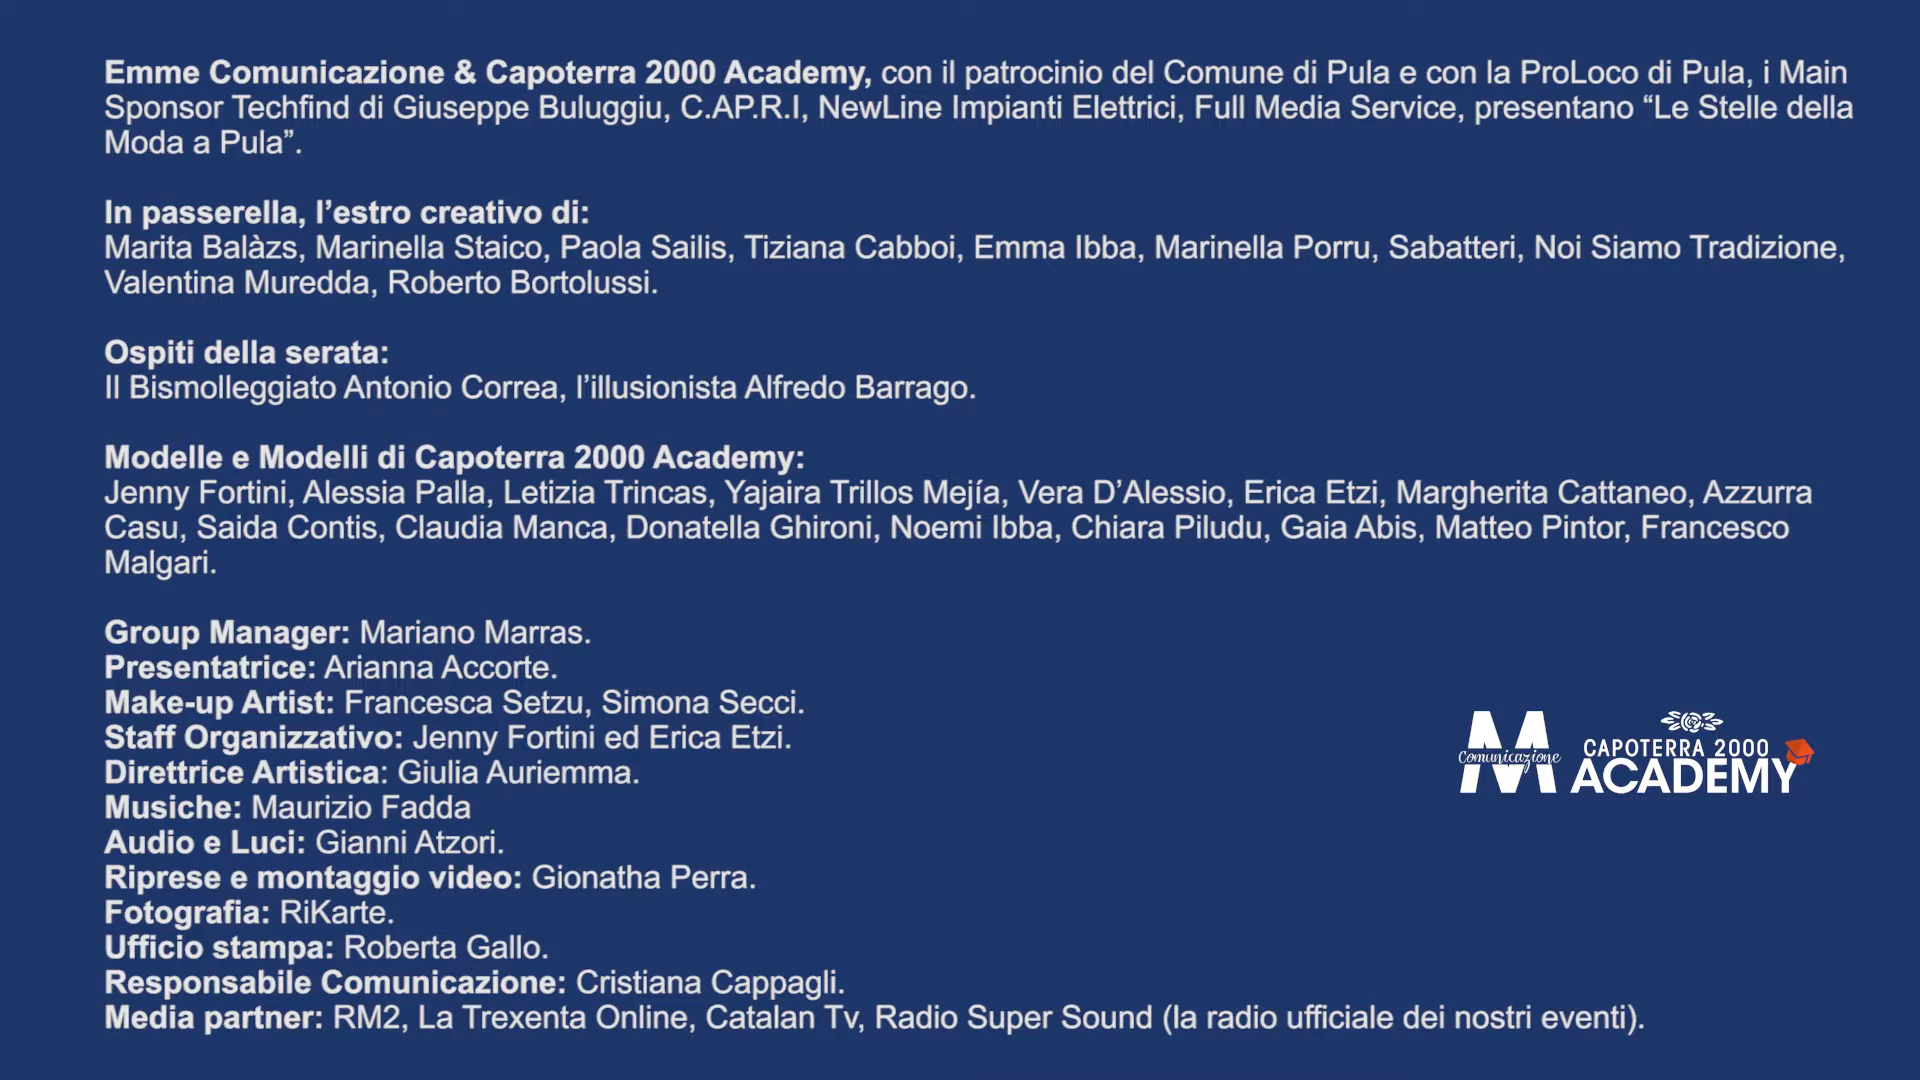 Emme Comunicazione & Capoterra 2000 Academy, con il patrocinio del Comune di Pula e con la ProLoco di Pula, i Main
Sponsor Techfind di Giuseppe Buluggiu, C.AP.R.I, NewLine Impianti Elettrici, Full Media Service, presentano “Le Stelle della
Moda a Pula”.
In passerella, l’estro creativo di:
Marita Balàzs, Marinella Staico, Paola Sailis, Tiziana Cabboi, Emma Ibba, Marinella Porru, Sabatteri, Noi Siamo Tradizione,
Valentina Muredda, Roberto Bortolussi.
Ospiti della serata:
Il Bismolleggiato Antonio Correa, l’illusionista Alfredo Barrago.
Modelle e Modelli di Capoterra 2000 Academy:
Jenny Fortini, Alessia Palla, Letizia Trincas, Yajaira Trillos Mejía, Vera D’Alessio, Erica Etzi, Margherita Cattaneo, Azzurra
Casu, Saida Contis, Claudia Manca, Donatella Ghironi, Noemi Ibba, Chiara Piludu, Gaia Abis, Matteo Pintor, Francesco
Malgari.
Group Manager: Mariano Marras.
Presentatrice: Arianna Accorte.
Make-up Artist: Francesca Setzu, Simona Secci.
Staff Organizzativo: Jenny Fortini ed Erica Etzi.
Direttrice Artistica: Giulia Auriemma.
Musiche: Maurizio Fadda
Audio e Luci: Gianni Atzori.
Riprese e montaggio video: Gionatha Perra.
Fotografia: RiKarte.
Ufficio stampa: Roberta Gallo.
Responsabile Comunicazione: Cristiana Cappagli.
Media partner: RM2, La Trexenta Online, Catalan Tv, Radio Super Sound (la radio ufficiale dei nostri eventi).
M
Comunicazione
CAPOTERRA 2000
ACADEMY